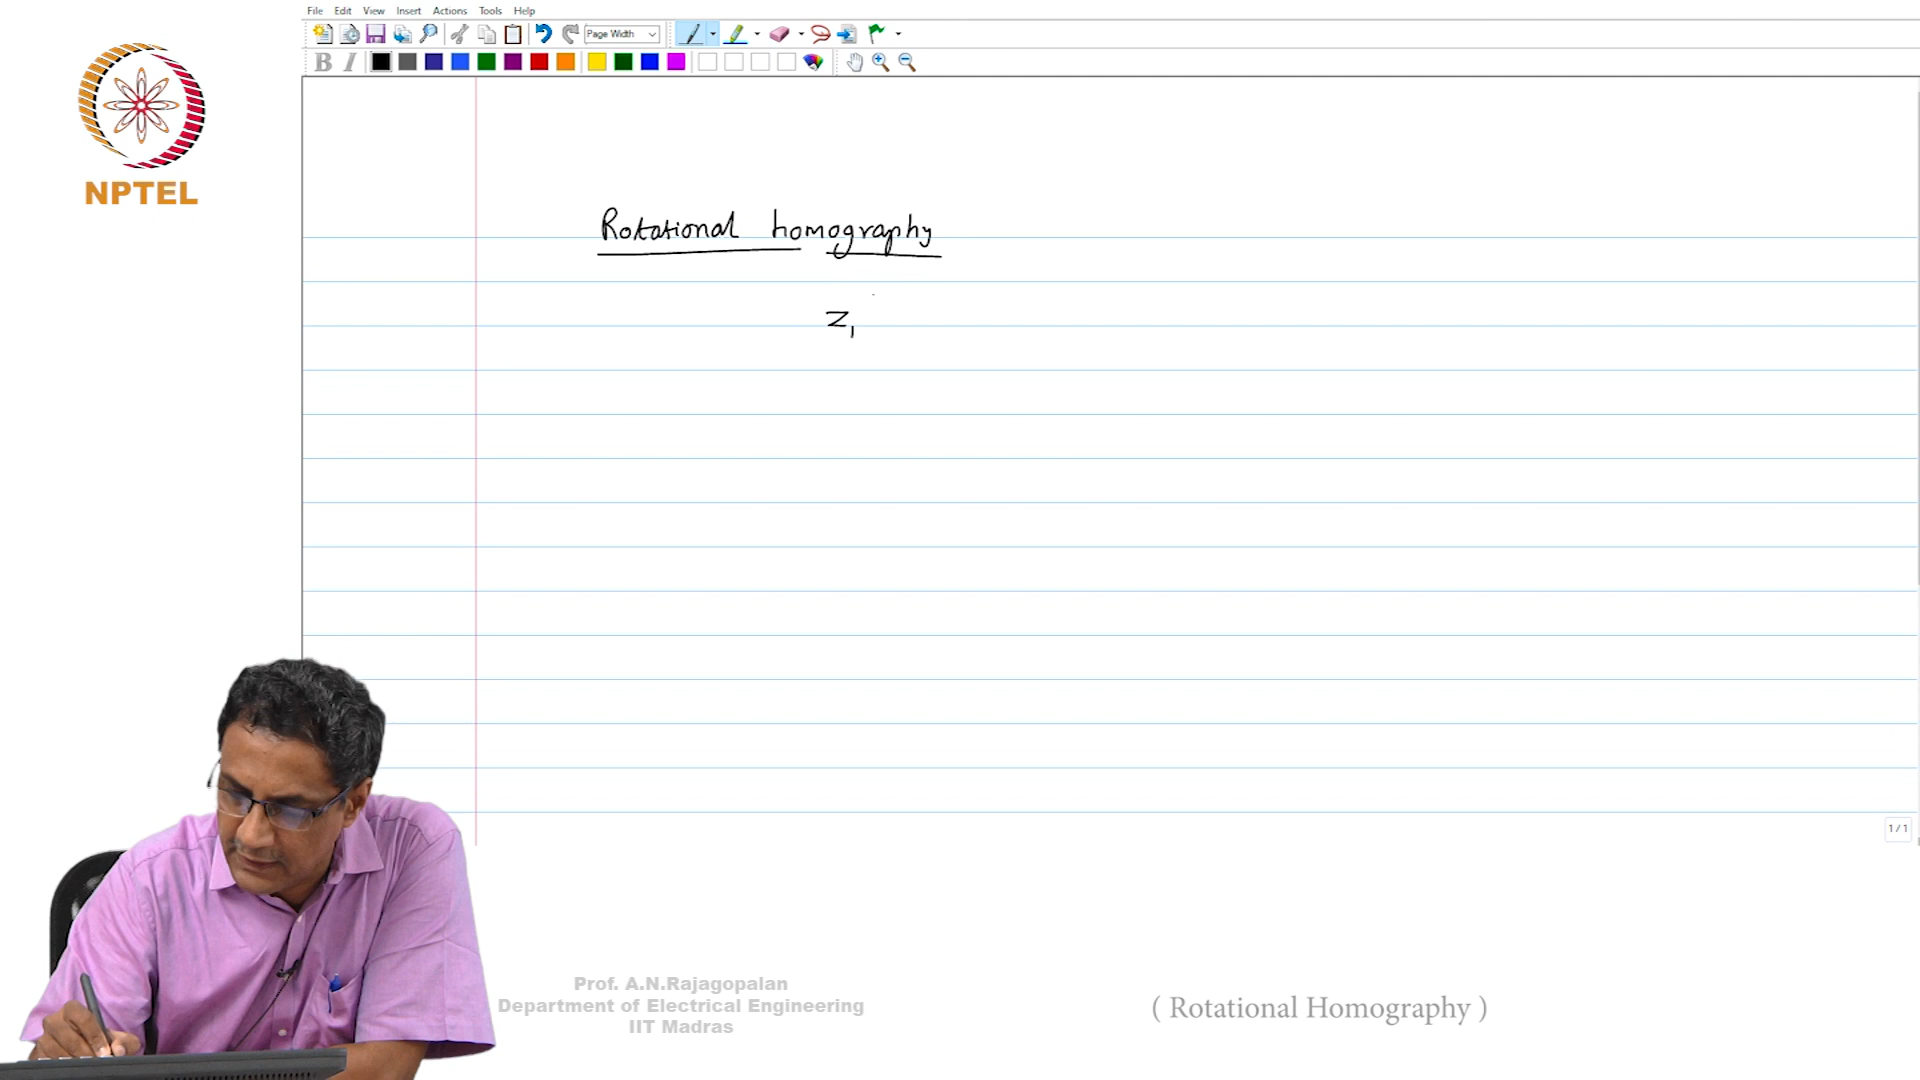 File Edit View Insert Actions Tools Help
Page Width
B I
NPTEL
Rotational homography
Z₁
1 / 1
Prof. A.N.Rajagopalan
Department of Electrical Engineering
IIT Madras
( Rotational Homography )